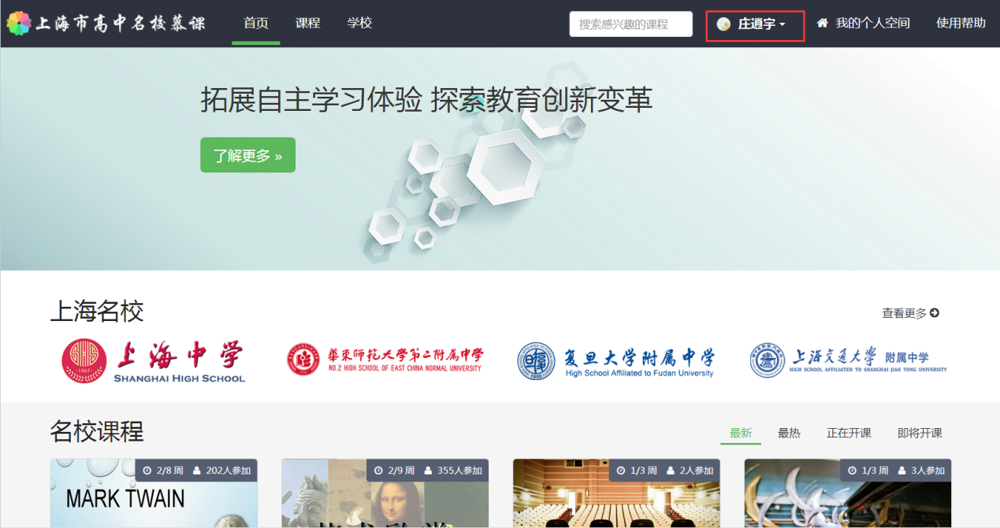 上海市高中名校慕课 首页 课程 学校 搜索感兴趣的课程 庄逍宇 我的个人空间 使用帮助
拓展自主学习体验 探索教育创新变革
了解更多 »
上海名校 查看更多
上海中学 SHANGHAI HIGH SCHOOL
·1865·
華東师范大學第二附属中學
NO.2 HIGH SCHOOL OF EAST CHINA NORMAL UNIVERSITY
复旦大学附属中学
High School Affiliated to Fudan University
1950
上海交通大学 附属中学
HIGH SCHOOL AFFILIATED TO SHANGHAI JIAO TONG UNIVERSITY
名校课程 最新 最热 正在开课 即将开课
2/8 周 202人参加
2/9 周 355人参加
1/3 周 2人参加
1/3 周 3人参加
MARK TWAIN